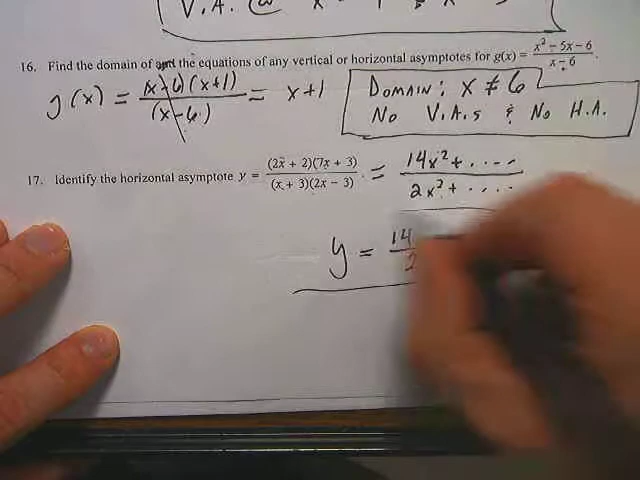 V.A. @ x
16. Find the domain of and the equations of any vertical or horizontal asymptotes for g(x) = x² − 5x − 6 / x − 6 .
g(x) = (x-6)(x+1) / (x-6) = x+1
DOMAIN: x ≠ 6
No V.A.s & No H.A.
17. Identify the horizontal asymptote y = (2x + 2)(7x + 3) / (x + 3)(2x − 3) . = 14x² + ..... / 2x² + ....
y = 14 / 2